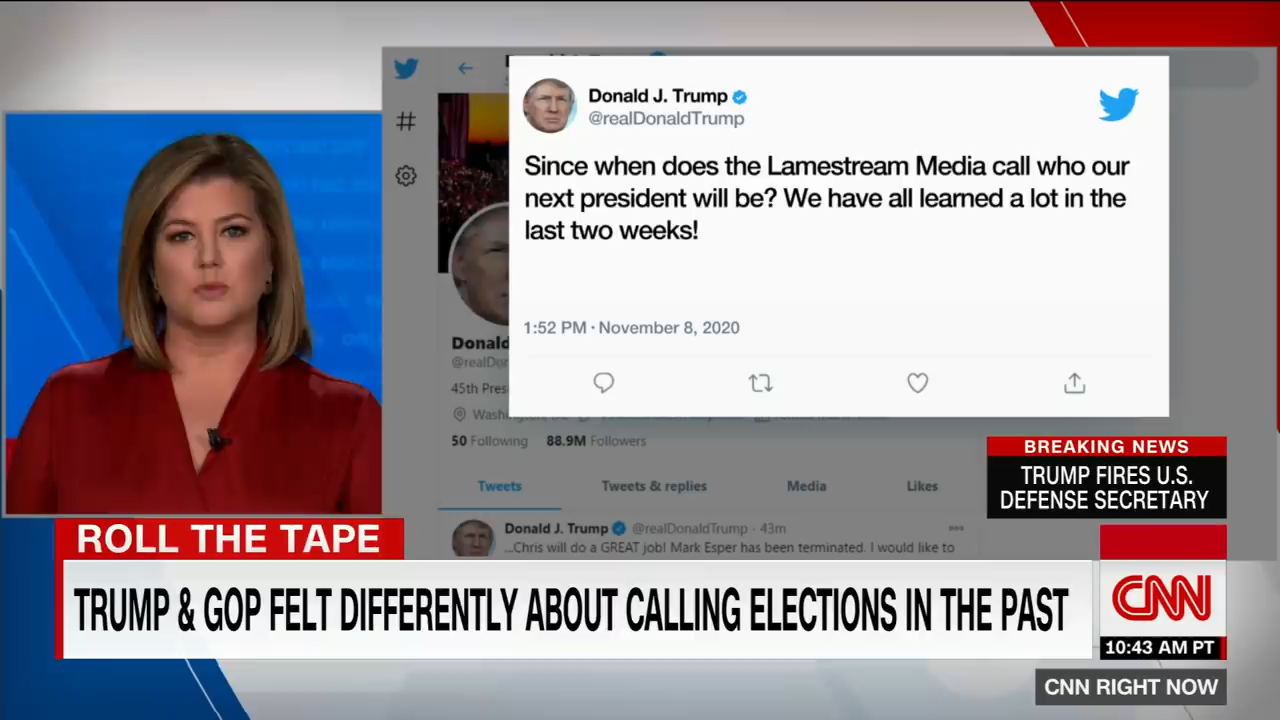 Donald J. Trump
@realDonaldTrump
Since when does the Lamestream Media call who our
next president will be? We have all learned a lot in the
last two weeks!
1:52 PM · November 8, 2020
Donald
@realDor
45th Pres
50 Following 88.9M Followers
Tweets Tweets & replies Media Likes
Donald J. Trump @realDonaldTrump · 43m
...Chris will do a GREAT job! Mark Esper has been terminated. I would like to
BREAKING NEWS
TRUMP FIRES U.S.
DEFENSE SECRETARY
ROLL THE TAPE
TRUMP & GOP FELT DIFFERENTLY ABOUT CALLING ELECTIONS IN THE PAST
CNN
10:43 AM PT
CNN RIGHT NOW